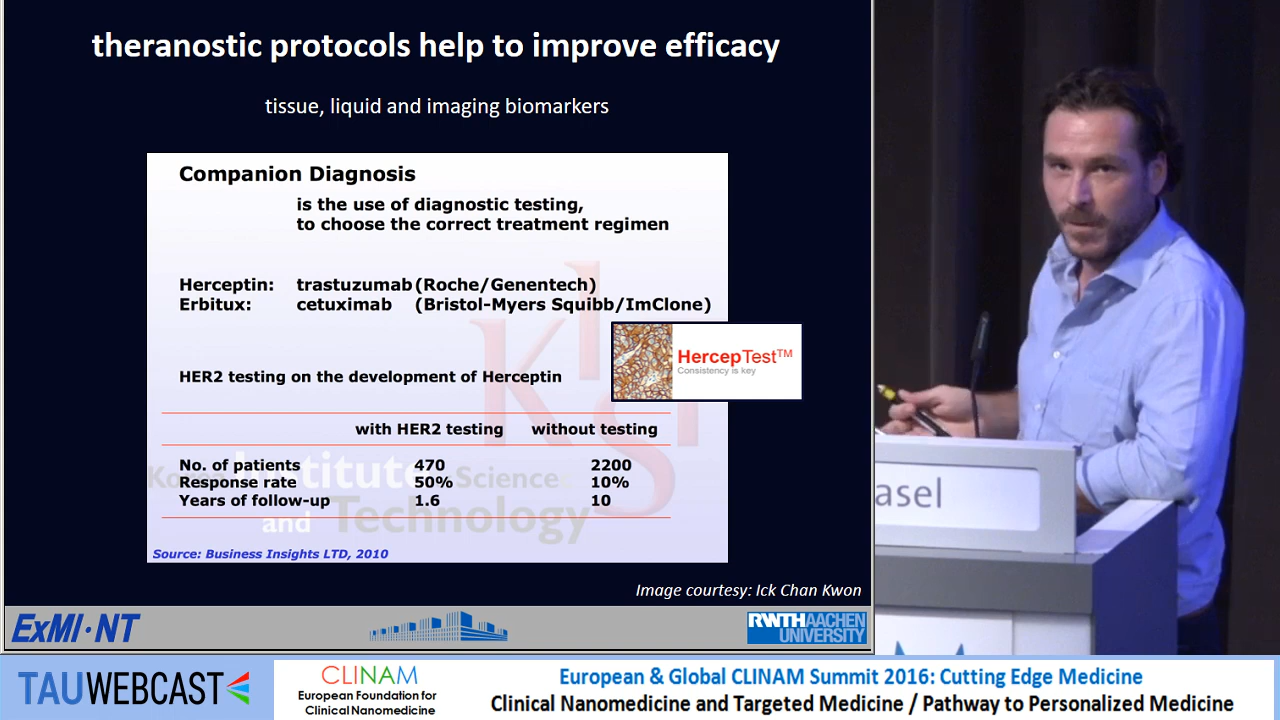 theranostic protocols help to improve efficacy
tissue, liquid and imaging biomarkers
Companion Diagnosis
is the use of diagnostic testing,
to choose the correct treatment regimen
Herceptin: trastuzumab (Roche/Genentech)
Erbitux: cetuximab (Bristol-Myers Squibb/ImClone)
HercepTest™
Consistency is key
HER2 testing on the development of Herceptin
with HER2 testing without testing
No. of patients 470 2200
Response rate 50% 10%
Years of follow-up 1.6 10
Institute Science
and Technology
Source: Business Insights LTD, 2010
Image courtesy: Ick Chan Kwon
ExMI·NT
RWTHAACHEN
UNIVERSITY
asel
TAUWEBCAST
CLINAM
European Foundation for
Clinical Nanomedicine
European & Global CLINAM Summit 2016: Cutting Edge Medicine
Clinical Nanomedicine and Targeted Medicine / Pathway to Personalized Medicine